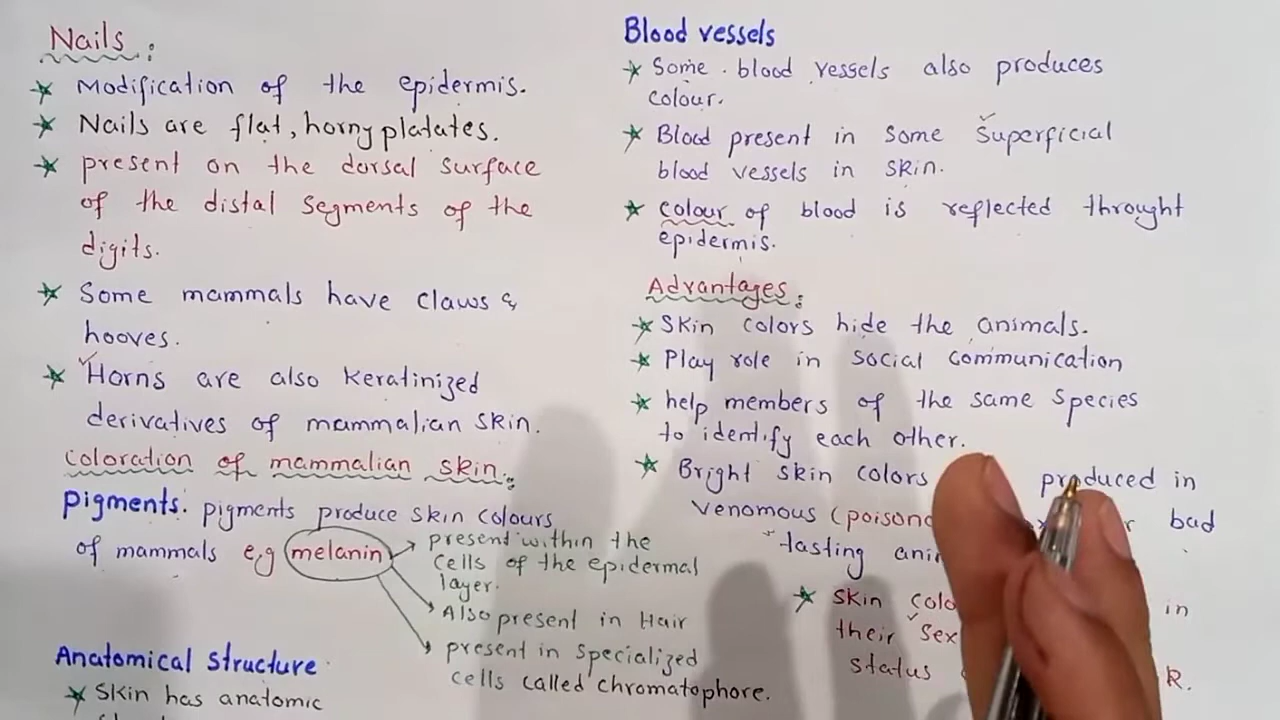 Nails :
Modification of the epidermis.
Nails are flat, horny platates.
present on the dorsal surface
of the distal segments of the
digits.
Some mammals have claws &
hooves.
Horns are also keratinized
derivatives of mammalian skin.
coloration of mammalian skin:
pigments: pigments produce skin colours
of mammals e,g melanin
present within the
cells of the epidermal
layer.
Also present in Hair
present in specialized
cells called chromatophore.
Anatomical structure
Skin has anatomic
Blood vessels
Some blood vessels also produces
colour.
Blood present in some superficial
blood vessels in skin.
colour of blood is reflected throught
epidermis.
Advantages:
Skin colors hide the animals.
Play role in social communication
help members of the same species
to identify each other.
Bright skin colors produced in
venomous bad
tasting
skin in
their
status R.